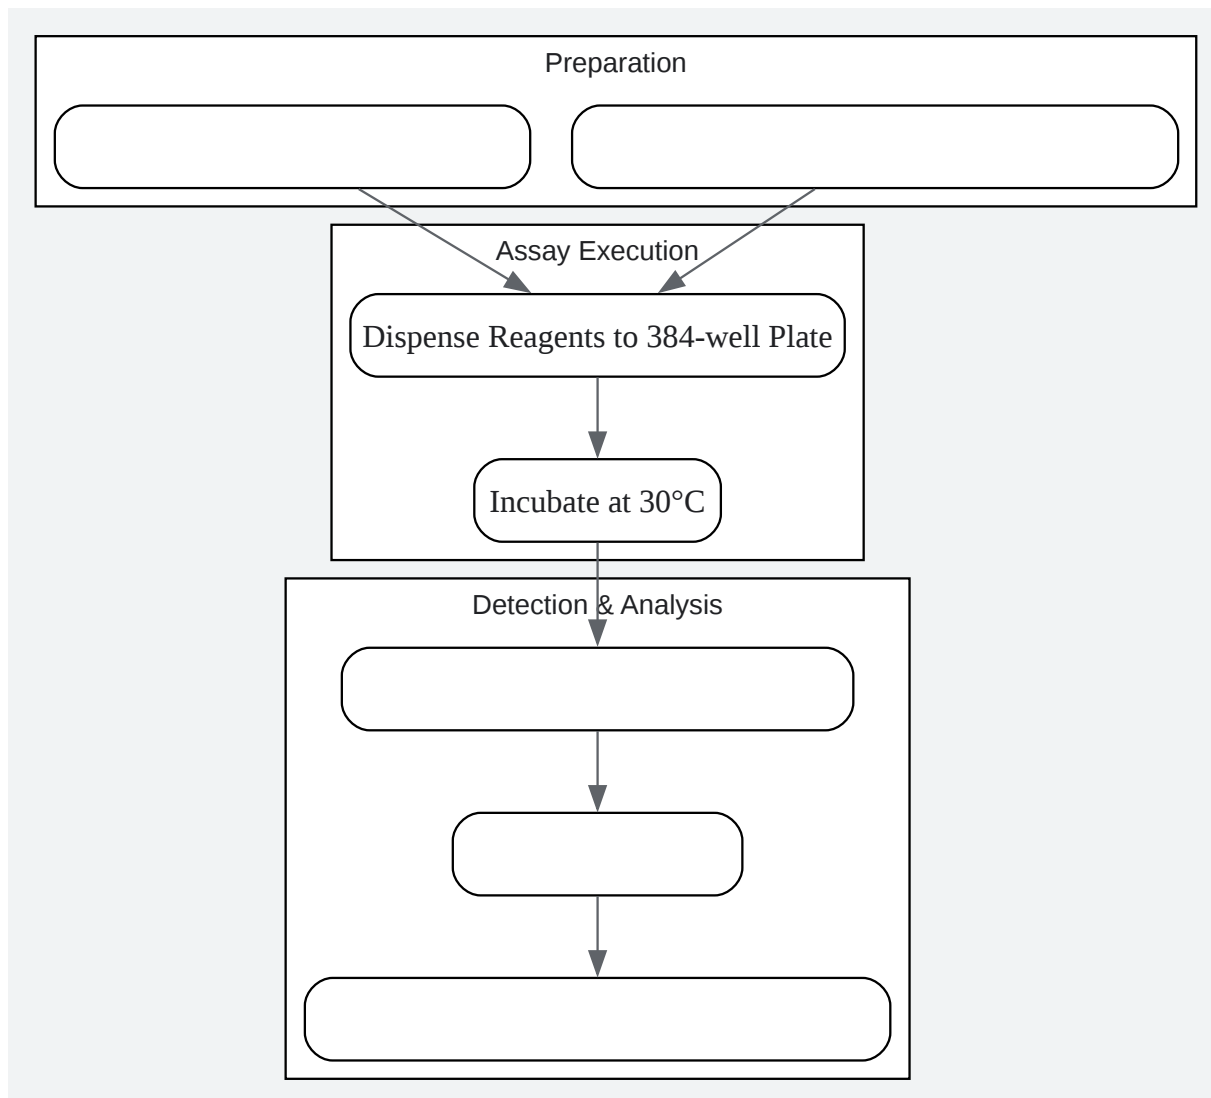 Preparation
Assay Execution
Dispense Reagents to 384-well Plate
Incubate at 30°C
Detection & Analysis